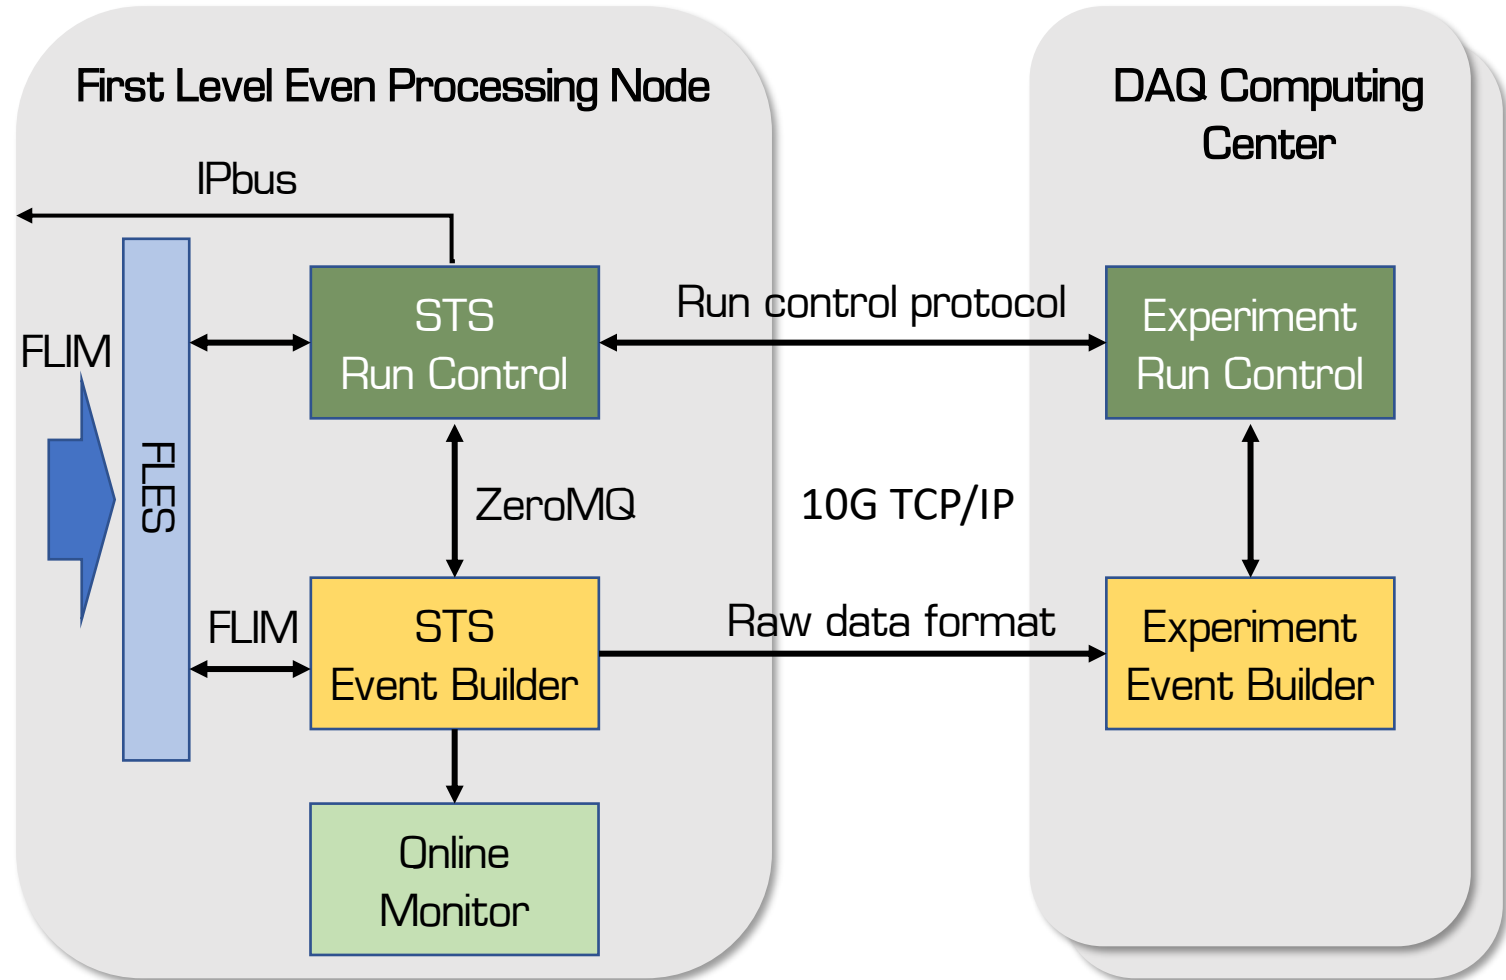 First Level Even Processing Node
DAQ Computing
Center
IPbus
FLIM
FLES
STS
Run Control
Run control protocol
Experiment
Run Control
ZeroMQ
10G TCP/IP
FLIM
STS
Event Builder
Raw data format
Experiment
Event Builder
Online
Monitor